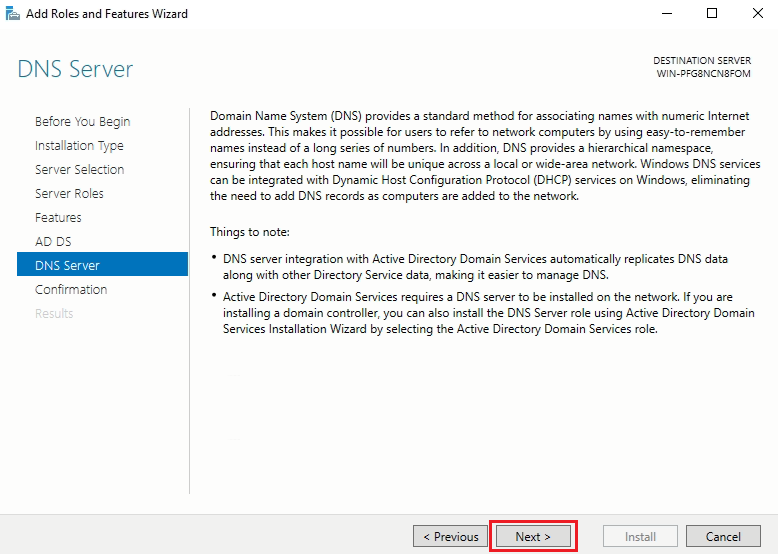 Add Roles and Features Wizard
DNS Server
DESTINATION SERVER
WIN-PFG8NCN8FOM
Before You Begin
Installation Type
Server Selection
Server Roles
Features
AD DS
DNS Server
Confirmation
Results
Domain Name System (DNS) provides a standard method for associating names with numeric Internet
addresses. This makes it possible for users to refer to network computers by using easy-to-remember
names instead of a long series of numbers. In addition, DNS provides a hierarchical namespace,
ensuring that each host name will be unique across a local or wide-area network. Windows DNS services
can be integrated with Dynamic Host Configuration Protocol (DHCP) services on Windows, eliminating
the need to add DNS records as computers are added to the network.
Things to note:
• DNS server integration with Active Directory Domain Services automatically replicates DNS data
along with other Directory Service data, making it easier to manage DNS.
• Active Directory Domain Services requires a DNS server to be installed on the network. If you are
installing a domain controller, you can also install the DNS Server role using Active Directory Domain
Services Installation Wizard by selecting the Active Directory Domain Services role.
< Previous
Next >
Install
Cancel